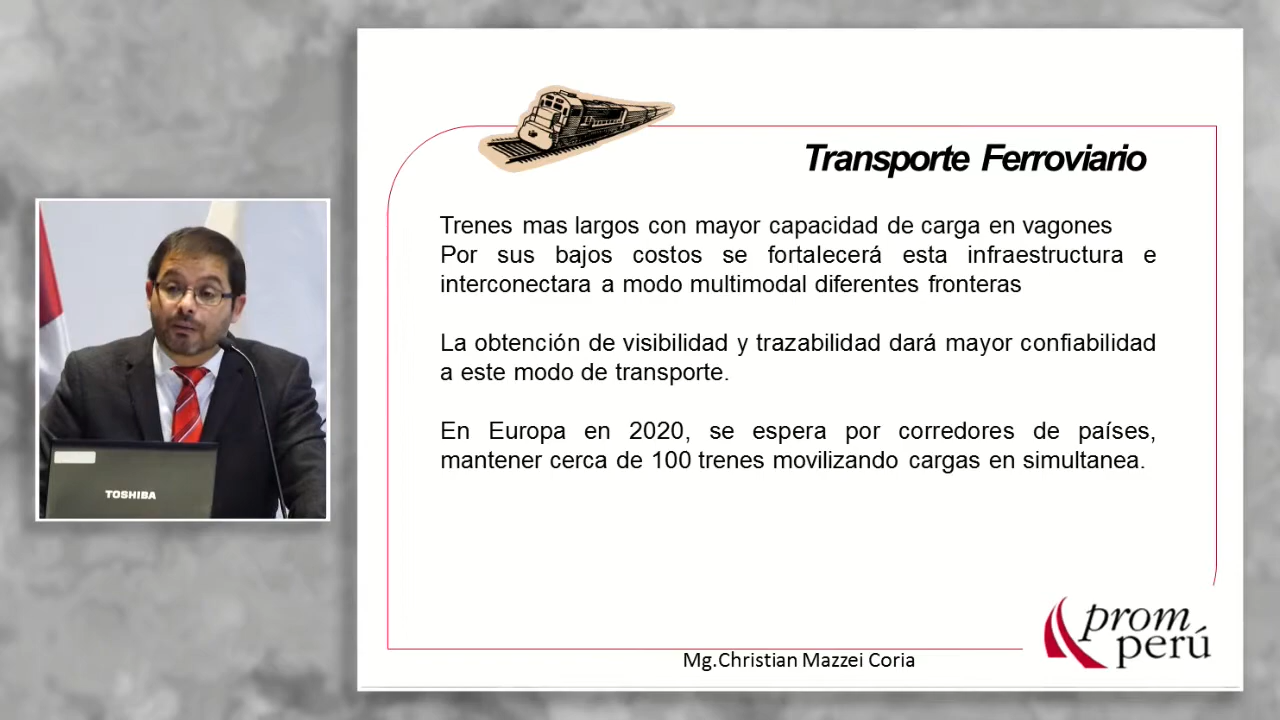 Transporte Ferroviario
Trenes mas largos con mayor capacidad de carga en vagones
Por sus bajos costos se fortalecerá esta infraestructura e
interconectara a modo multimodal diferentes fronteras
La obtención de visibilidad y trazabilidad dará mayor confiabilidad
a este modo de transporte.
En Europa en 2020, se espera por corredores de países,
mantener cerca de 100 trenes movilizando cargas en simultanea.
TOSHIBA
prom
perú
Mg.Christian Mazzei Coria